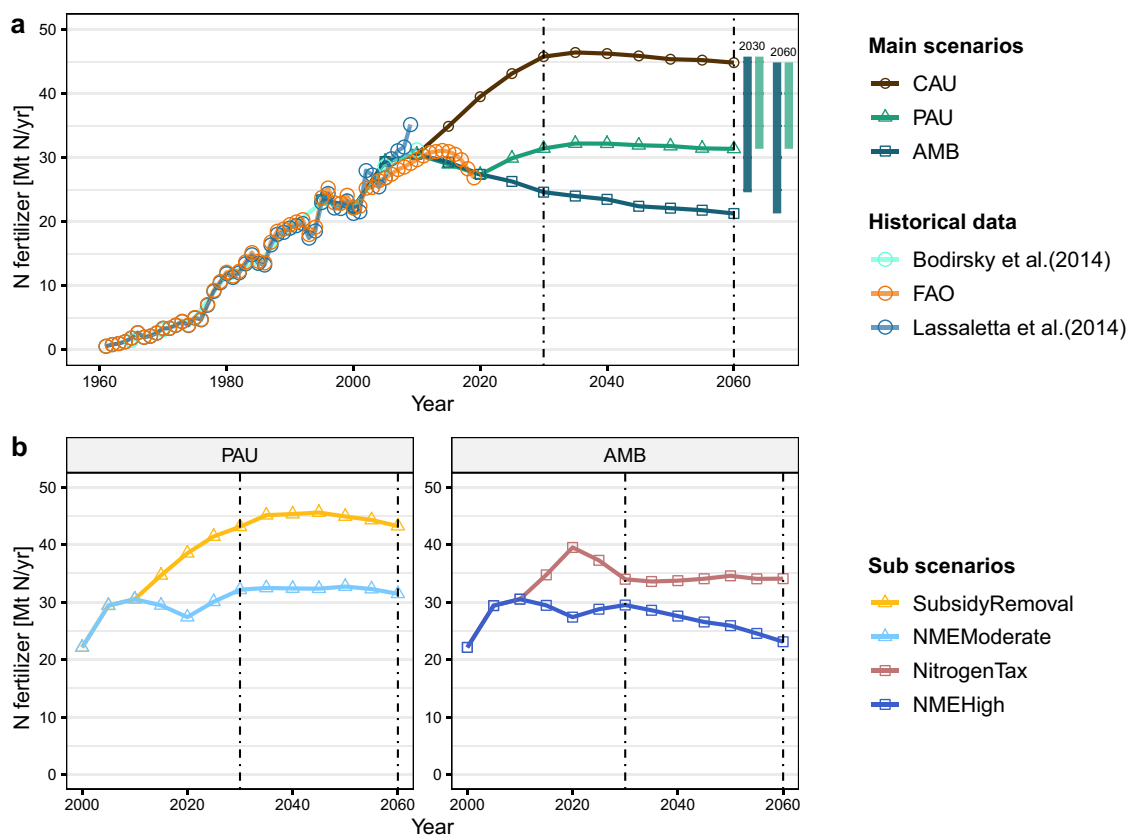 a
N fertilizer [Mt N/yr]
50
40
30
20
10
0
1960
1980
2000
2020
2040
2060
Year
2030
2060
Main scenarios
CAU
PAU
AMB
Historical data
Bodirsky et al.(2014)
FAO
Lassaletta et al.(2014)
b
PAU
AMB
N fertilizer [Mt N/yr]
50
40
30
20
10
0
2000
2020
2040
2060
50
40
30
20
10
0
2000
2020
2040
2060
Year
Sub scenarios
SubsidyRemoval
NMEModerate
NitrogenTax
NMEHigh